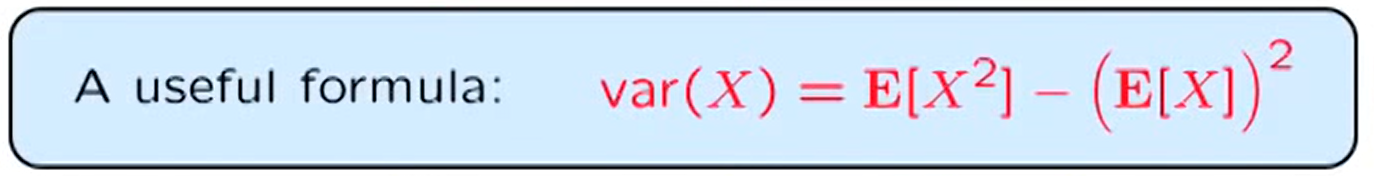 A useful formula: var(X) = E[X²] − (E[X])²